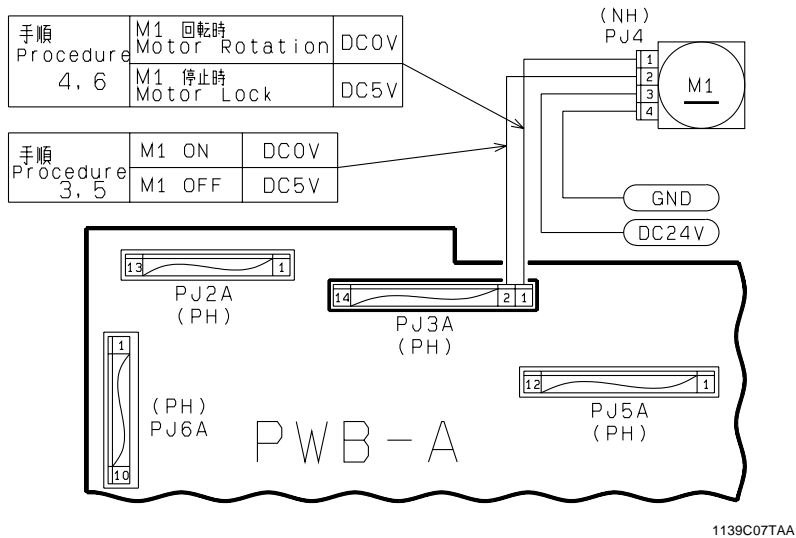 手順
Procedure
4, 6
M1 回転時
Motor Rotation
DC0V
M1 停止時
Motor Lock
DC5V
手順
Procedure
3, 5
M1 ON
DC0V
M1 OFF
DC5V
(NH)
PJ4
1
2
3
4
M1
GND
DC24V
13
1
PJ2A
(PH)
14
2
1
PJ3A
(PH)
1
10
(PH)
PJ6A
12
1
PJ5A
(PH)
PWB-A
1139C07TAA